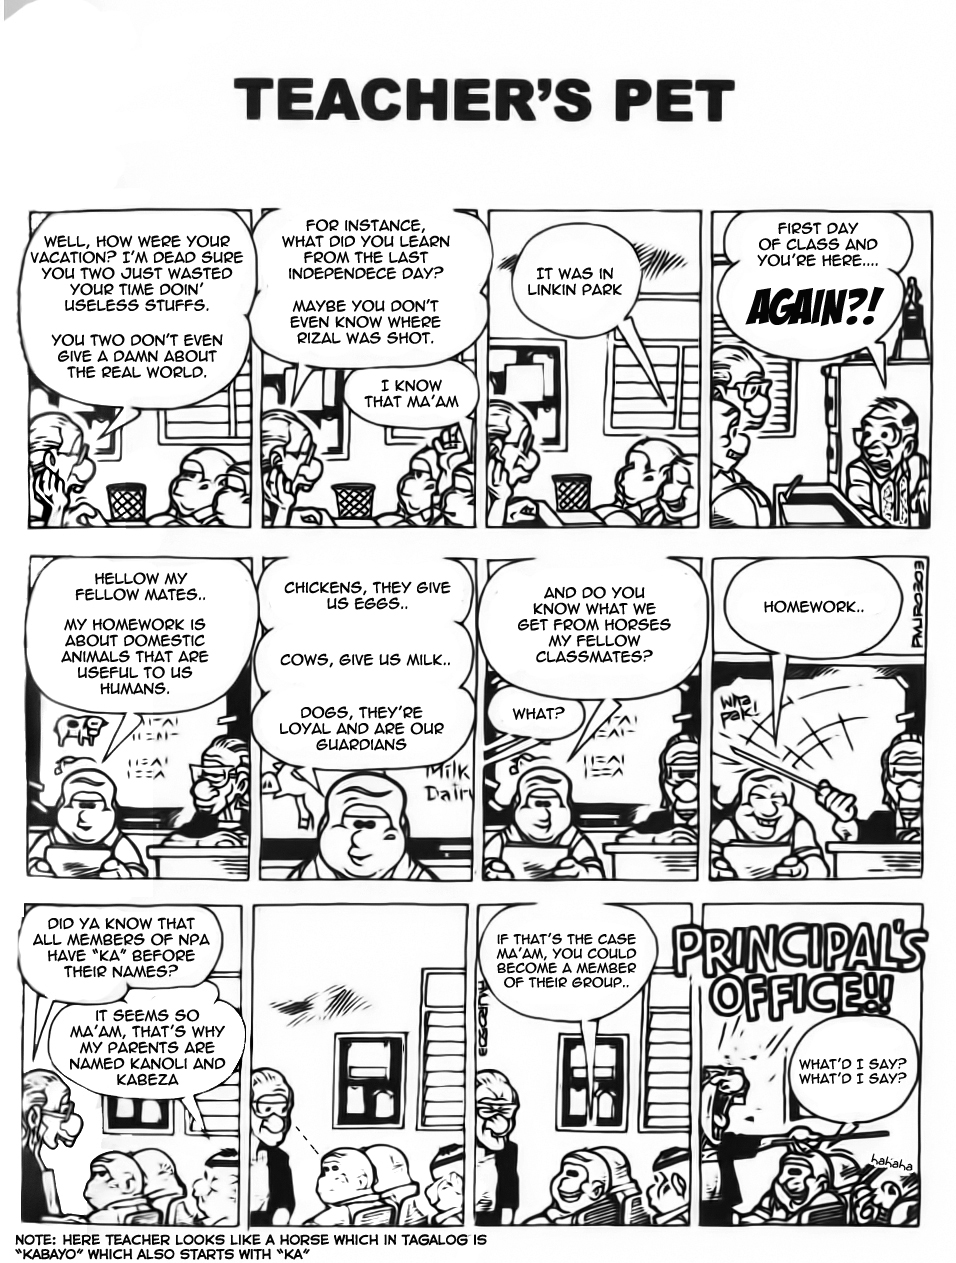 TEACHER'S PET
WELL, HOW WERE YOUR
VACATION? I'M DEAD SURE
YOU TWO JUST WASTED
YOUR TIME DOIN'
USELESS STUFFS.
YOU TWO DON'T EVEN
GIVE A DAMN ABOUT
THE REAL WORLD.
FOR INSTANCE,
WHAT DID YOU LEARN
FROM THE LAST
INDEPENDECE DAY?
MAYBE YOU DON'T
EVEN KNOW WHERE
RIZAL WAS SHOT.
I KNOW
THAT MA'AM
IT WAS IN
LINKIN PARK
FIRST DAY
OF CLASS AND
YOU'RE HERE....
AGAIN?!
HELLOW MY
FELLOW MATES..
MY HOMEWORK IS
ABOUT DOMESTIC
ANIMALS THAT ARE
USEFUL TO US
HUMANS.
CHICKENS, THEY GIVE
US EGGS..
COWS, GIVE US MILK..
DOGS, THEY'RE
LOYAL AND ARE OUR
GUARDIANS
Milk
Dairy
AND DO YOU
KNOW WHAT WE
GET FROM HORSES
MY FELLOW
CLASSMATES?
WHAT?
HOMEWORK..
wha
pak!
DID YA KNOW THAT
ALL MEMBERS OF NPA
HAVE "KA" BEFORE
THEIR NAMES?
IT SEEMS SO
MA'AM, THAT'S WHY
MY PARENTS ARE
NAMED KANOLI AND
KABEZA
IF THAT'S THE CASE
MA'AM, YOU COULD
BECOME A MEMBER
OF THEIR GROUP..
PRINCIPAL'S
OFFICE!!
WHAT'D I SAY?
WHAT'D I SAY?
hahaha
NOTE: HERE TEACHER LOOKS LIKE A HORSE WHICH IN TAGALOG IS
"KABAYO" WHICH ALSO STARTS WITH "KA"